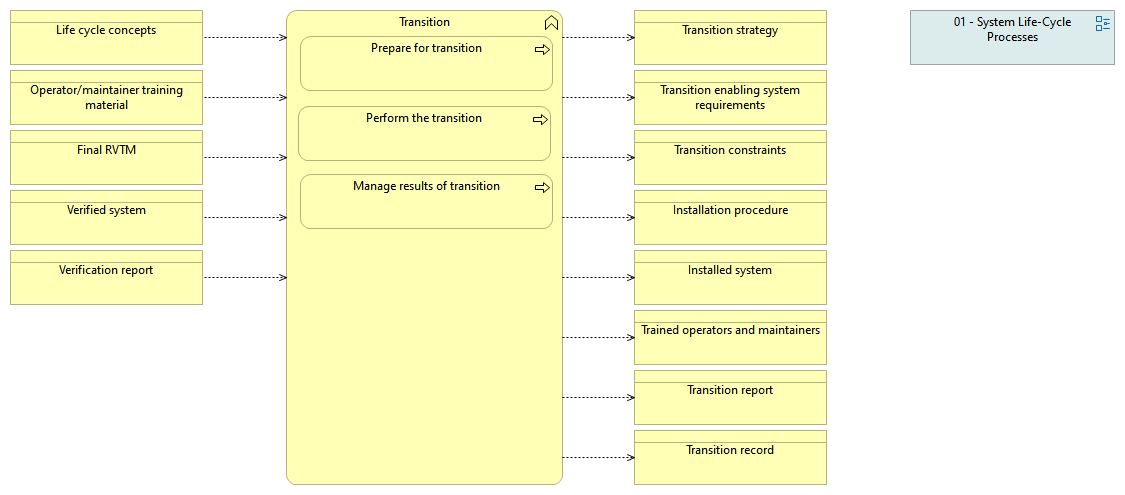 Life cycle concepts
Operator/maintainer training
material
Final RVTM
Verified system
Verification report
Transition
Prepare for transition
Perform the transition
Manage results of transition
Transition strategy
Transition enabling system
requirements
Transition constraints
Installation procedure
Installed system
Trained operators and maintainers
Transition report
Transition record
01 - System Life-Cycle
Processes